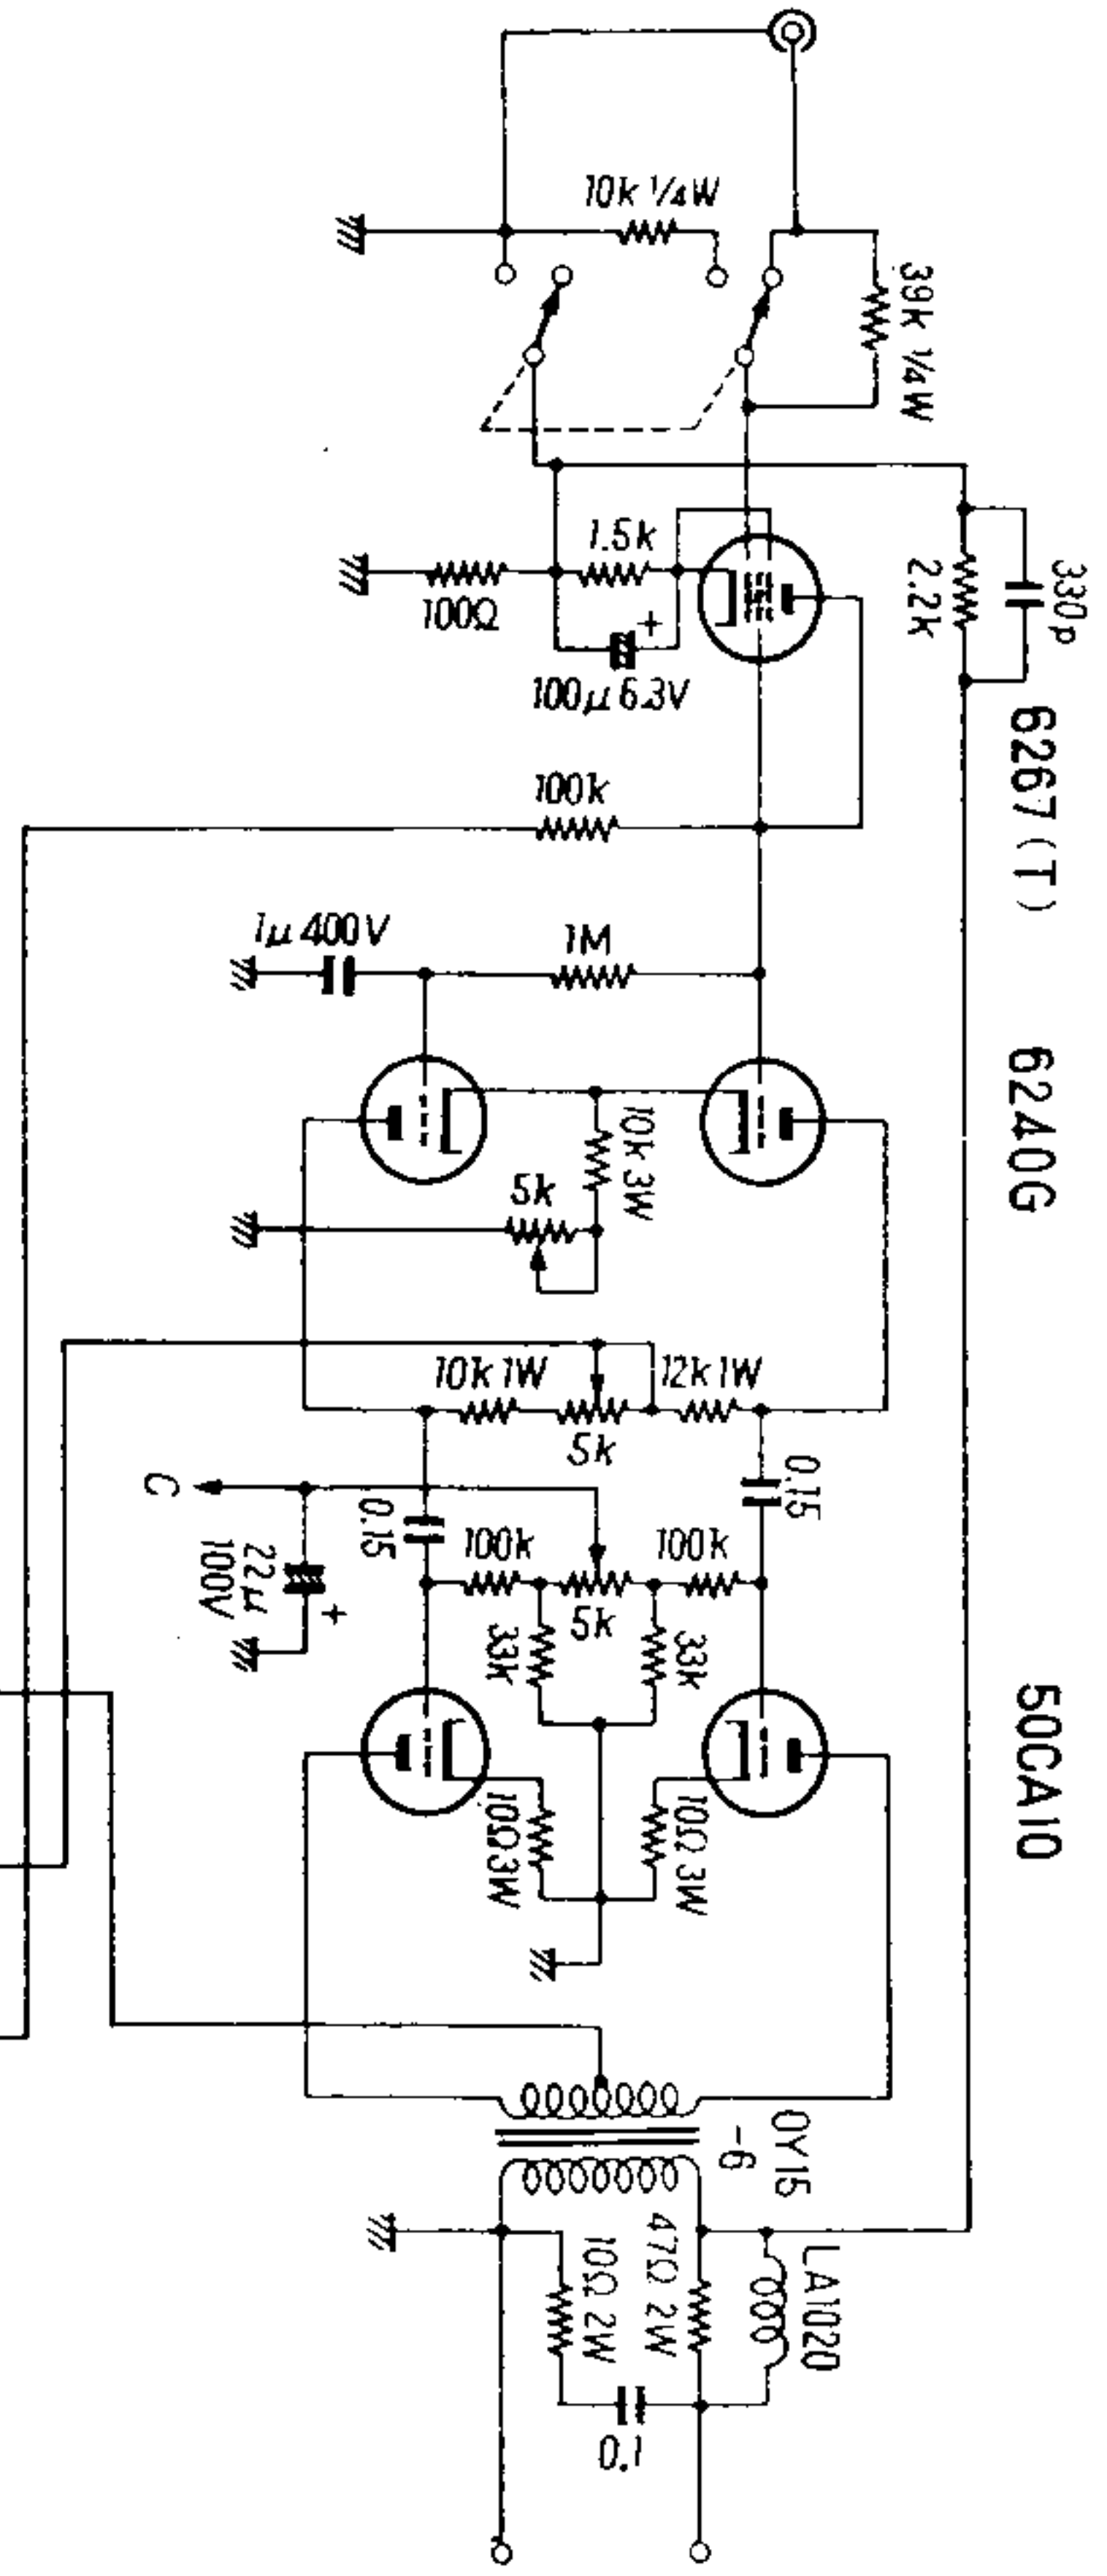 10k ¼W
39k ¼W
330p
2.2k
1.5k
100Ω
+
100μ 6.3V
6267 (T)
100k
1μ 400V
1M
6240G
10k 3W
5k
10k 1W
12k 1W
5k
C
0.15
0.15
100k
100k
22μ
100V
+
5k
33k
33k
50CA10
10Ω 3W
10Ω 3W
OY15
-6
47Ω 2W
10Ω 2W
LA1020
0.1